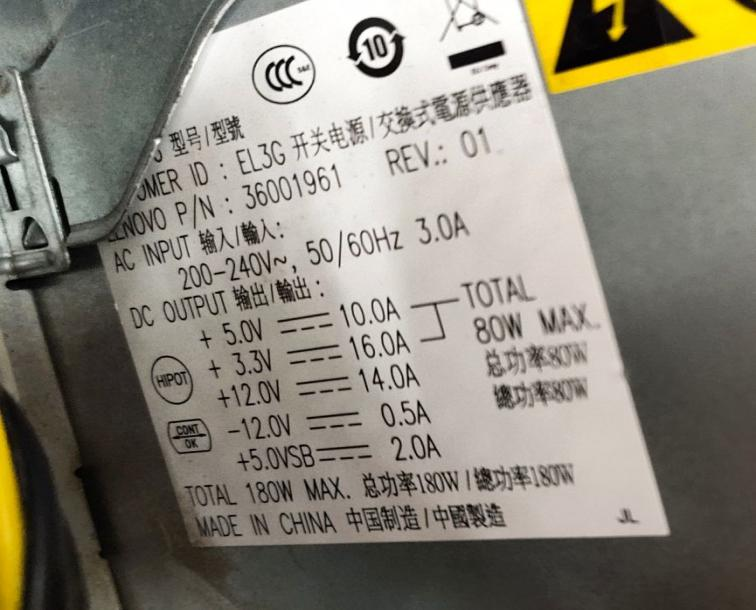 10
型号/型號
OMER ID : EL3G 开关电源/交換式電源供應器
LENOVO P/N : 36001961 REV.: 01
AC INPUT 输入/輸入:
200-240V~, 50/60Hz 3.0A
DC OUTPUT 输出/輸出:
+ 5.0V 10.0A TOTAL
+ 3.3V 16.0A 80W MAX.
+12.0V 14.0A 总功率80W
-12.0V 0.5A 總功率80W
+5.0VSB 2.0A
HIPOT
CONT.
OK
TOTAL 180W MAX. 总功率180W/總功率180W
MADE IN CHINA 中国制造/中國製造
JL